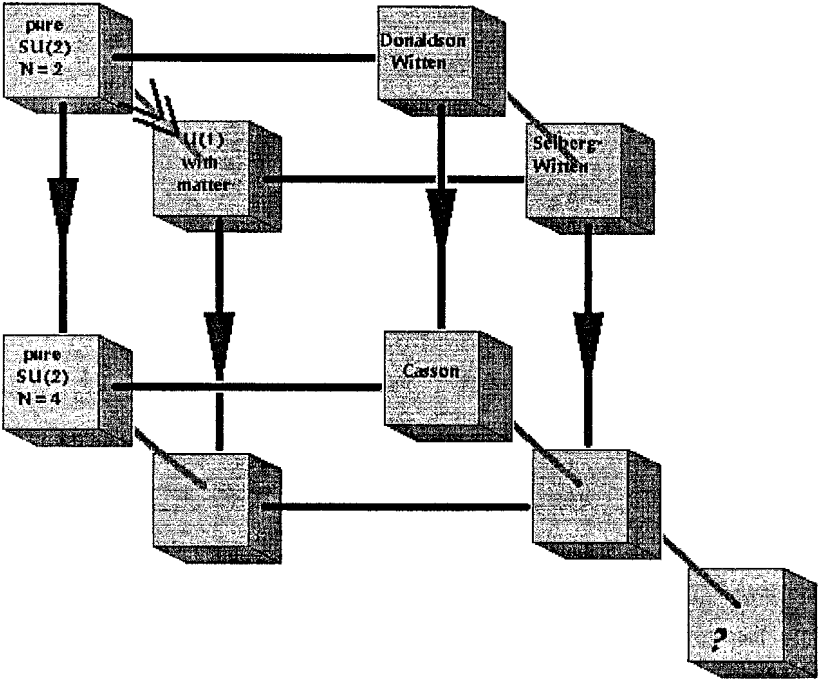 pure
SU(2)
N = 2
Donaldson
Witten
U(1)
with
matter
Seiberg-
Witten
pure
SU(2)
N = 4
Casson
?